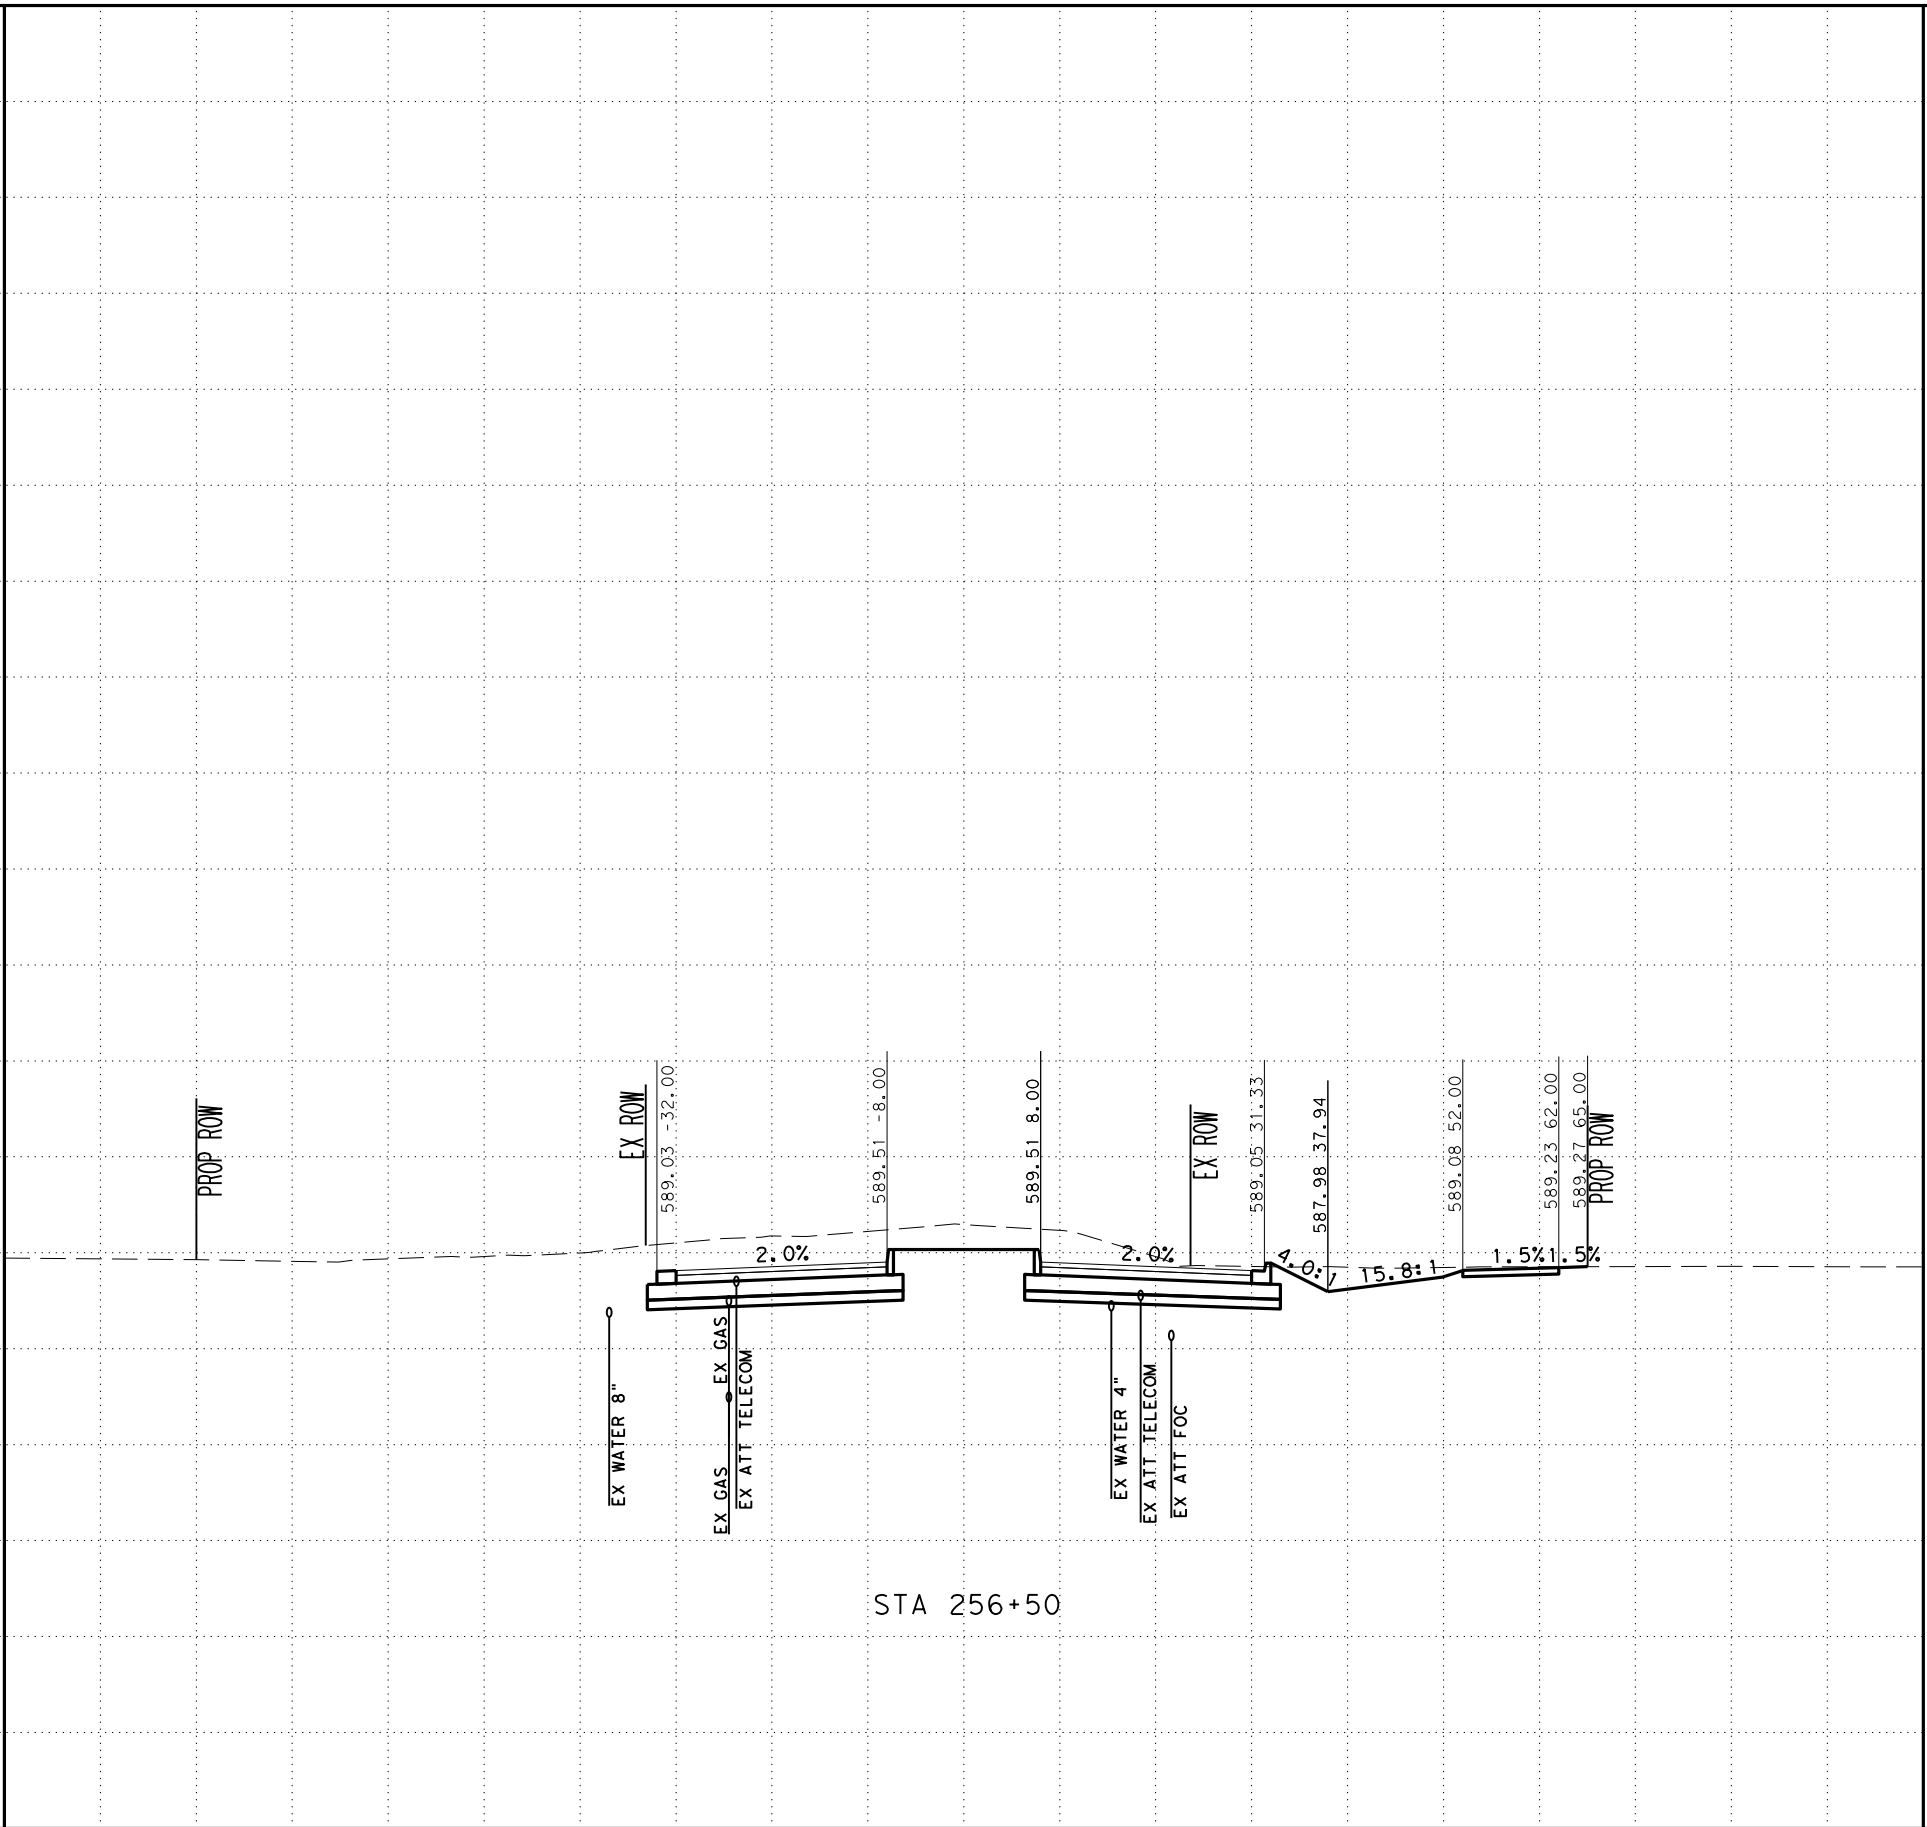 PROP ROW
EX ROW
589.03 -32.00
589.51 -8.00
589.51 8.00
EX ROW
589.05 31.33
587.98 37.94
589.08 52.00
589.23 62.00
589.27 65.00
PROP ROW
2.0%
2.0%
4.0:1
15.8:1
1.5%
1.5%
EX WATER 8"
EX GAS
EX GAS
EX ATT TELECOM
EX WATER 4"
EX ATT TELECOM
EX ATT FOC
STA 256+50